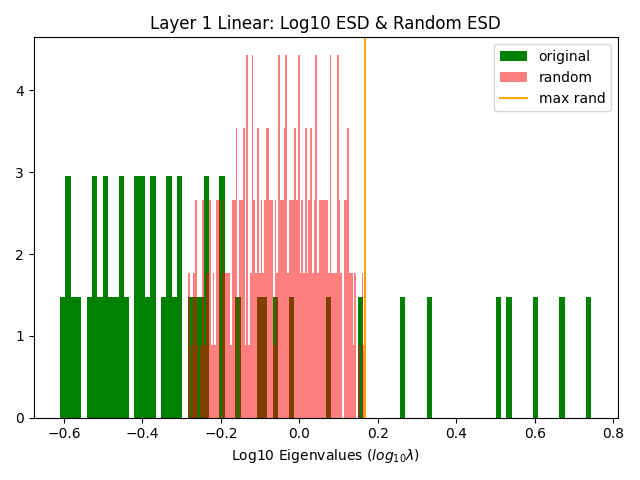 Layer 1 Linear: Log10 ESD & Random ESD
original
random
max rand
4
3
2
1
0
−0.6 −0.4 −0.2 0.0 0.2 0.4 0.6 0.8
Log10 Eigenvalues (log₁₀λ)